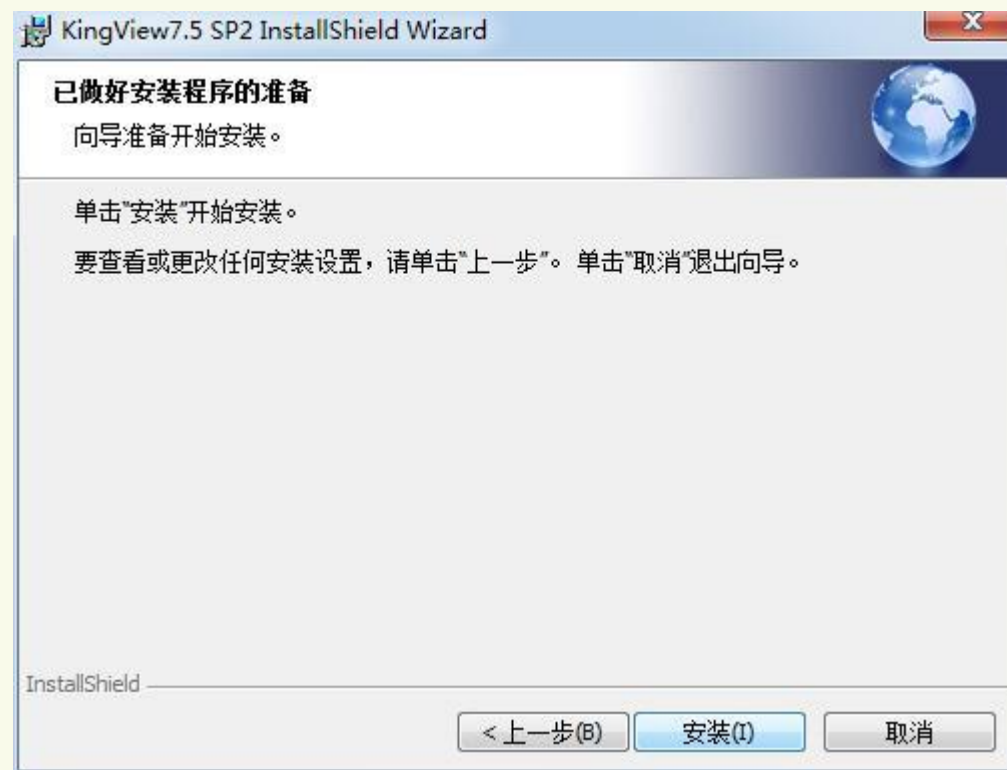 KingView7.5 SP2 InstallShield Wizard
已做好安装程序的准备
向导准备开始安装。
单击"安装"开始安装。
要查看或更改任何安装设置，请单击"上一步"。 单击"取消"退出向导。
InstallShield
<上一步(B) 安装(I) 取消